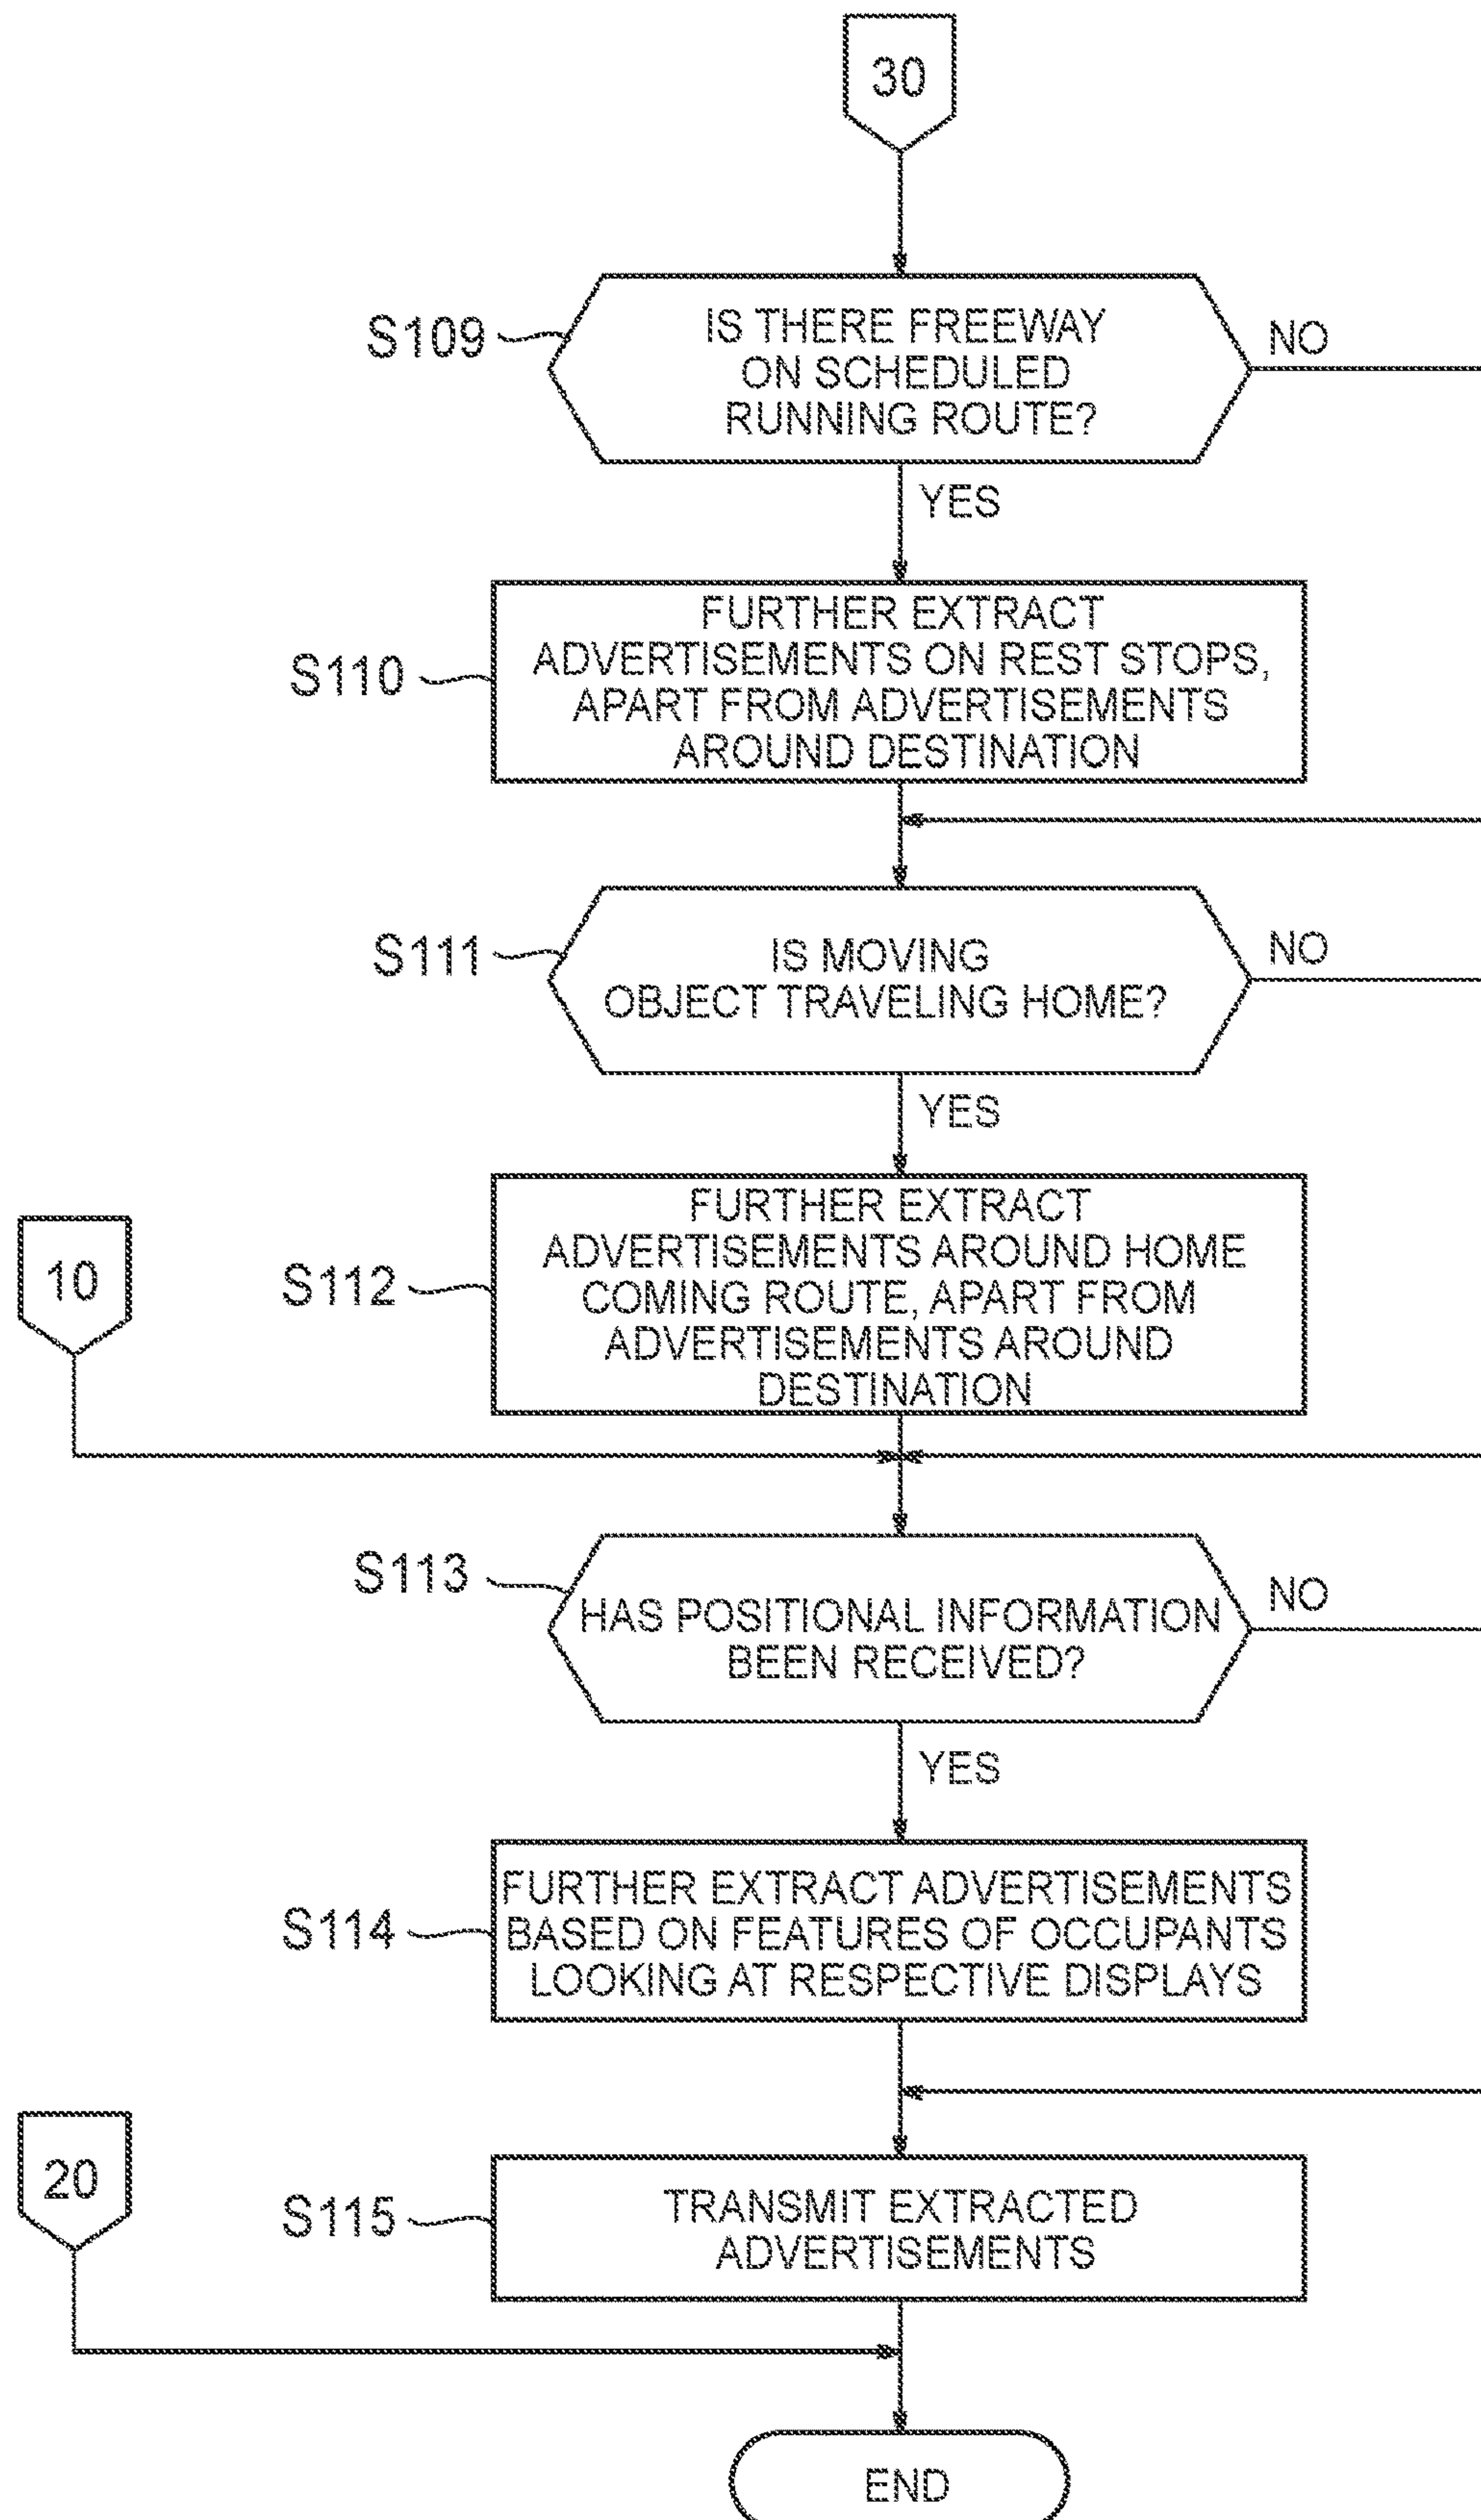 30
S109
IS THERE FREEWAY
ON SCHEDULED
RUNNING ROUTE?
NO
YES
S110
FURTHER EXTRACT
ADVERTISEMENTS ON REST STOPS,
APART FROM ADVERTISEMENTS
AROUND DESTINATION
S111
IS MOVING
OBJECT TRAVELING HOME?
NO
YES
10
S112
FURTHER EXTRACT
ADVERTISEMENTS AROUND HOME
COMING ROUTE, APART FROM
ADVERTISEMENTS AROUND
DESTINATION
S113
HAS POSITIONAL INFORMATION
BEEN RECEIVED?
NO
YES
S114
FURTHER EXTRACT ADVERTISEMENTS
BASED ON FEATURES OF OCCUPANTS
LOOKING AT RESPECTIVE DISPLAYS
20
S115
TRANSMIT EXTRACTED
ADVERTISEMENTS
END